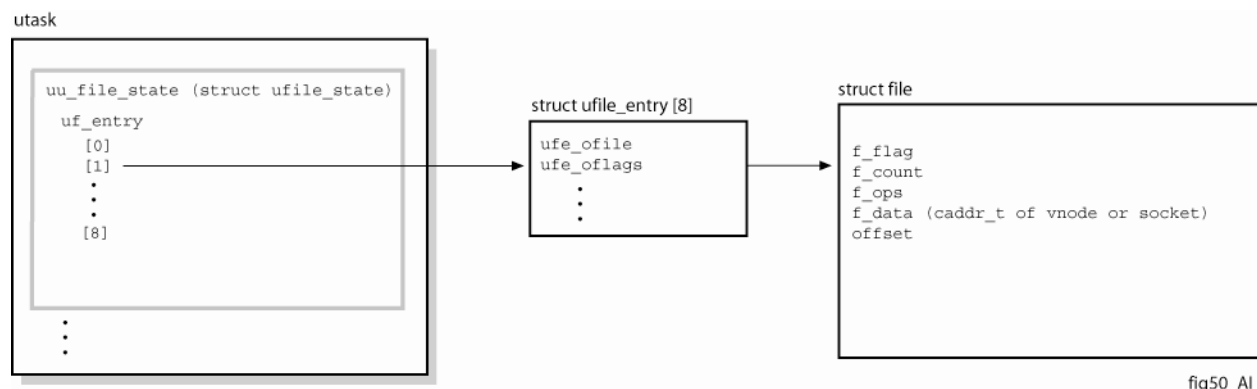 utask
uu_file_state (struct ufile_state)
uf_entry
[0]
[1]
[8]
struct ufile_entry [8]
ufe_ofile
ufe_oflags
struct file
f_flag
f_count
f_ops
f_data (caddr_t of vnode or socket)
offset
fig50_AI